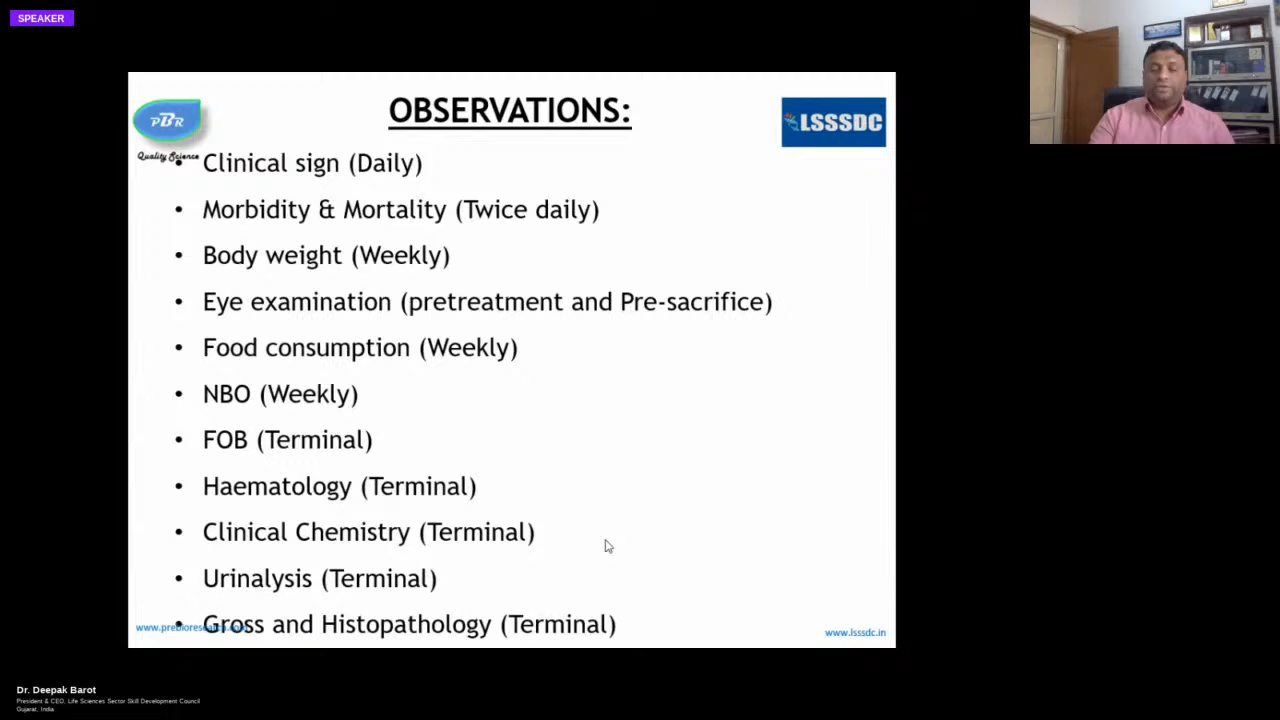 SPEAKER
PBR
Quality Science
OBSERVATIONS:
LSSSDC
• Clinical sign (Daily)
• Morbidity & Mortality (Twice daily)
• Body weight (Weekly)
• Eye examination (pretreatment and Pre-sacrifice)
• Food consumption (Weekly)
• NBO (Weekly)
• FOB (Terminal)
• Haematology (Terminal)
• Clinical Chemistry (Terminal)
• Urinalysis (Terminal)
• Gross and Histopathology (Terminal)
www.lsssdc.in
Dr. Deepak Barot
President & CEO, Life Sciences Sector Skill Development Council
Gujarat, India